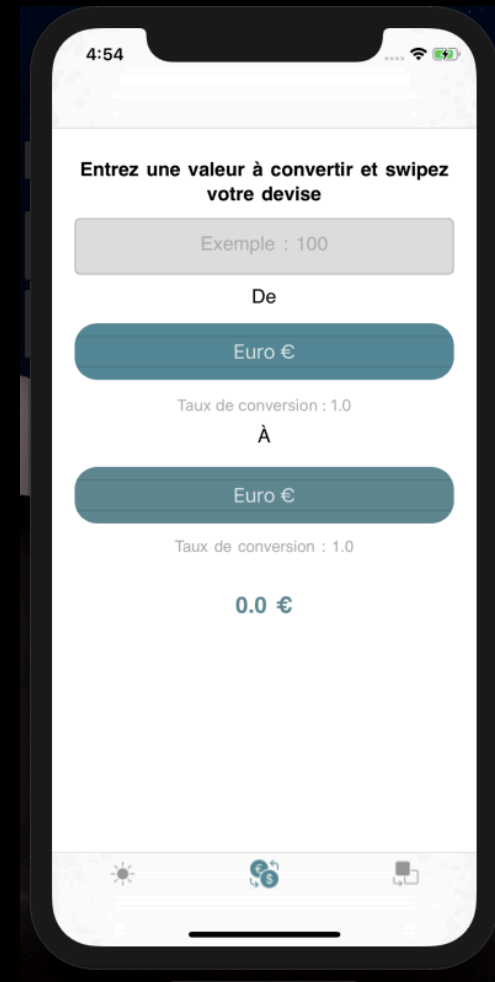 4:54
Entrez une valeur à convertir et swipez
votre devise
Exemple : 100
De
Euro €
Taux de conversion : 1.0
À
Euro €
Taux de conversion : 1.0
0.0 €
€
$